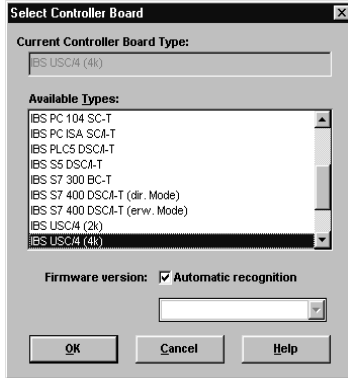 Select Controller Board
Current Controller Board Type:
IBS USC/4 (4k)
Available Types:
IBS PC 104 SC-T
IBS PC ISA SC/I-T
IBS PLC5 DSC/I-T
IBS S5 DSC/I-T
IBS S7 300 BC-T
IBS S7 400 DSC/I-T (dir. Mode)
IBS S7 400 DSC/I-T (erw. Mode)
IBS USC/4 (2k)
IBS USC/4 (4k)
Firmware version: Automatic recognition
OK Cancel Help